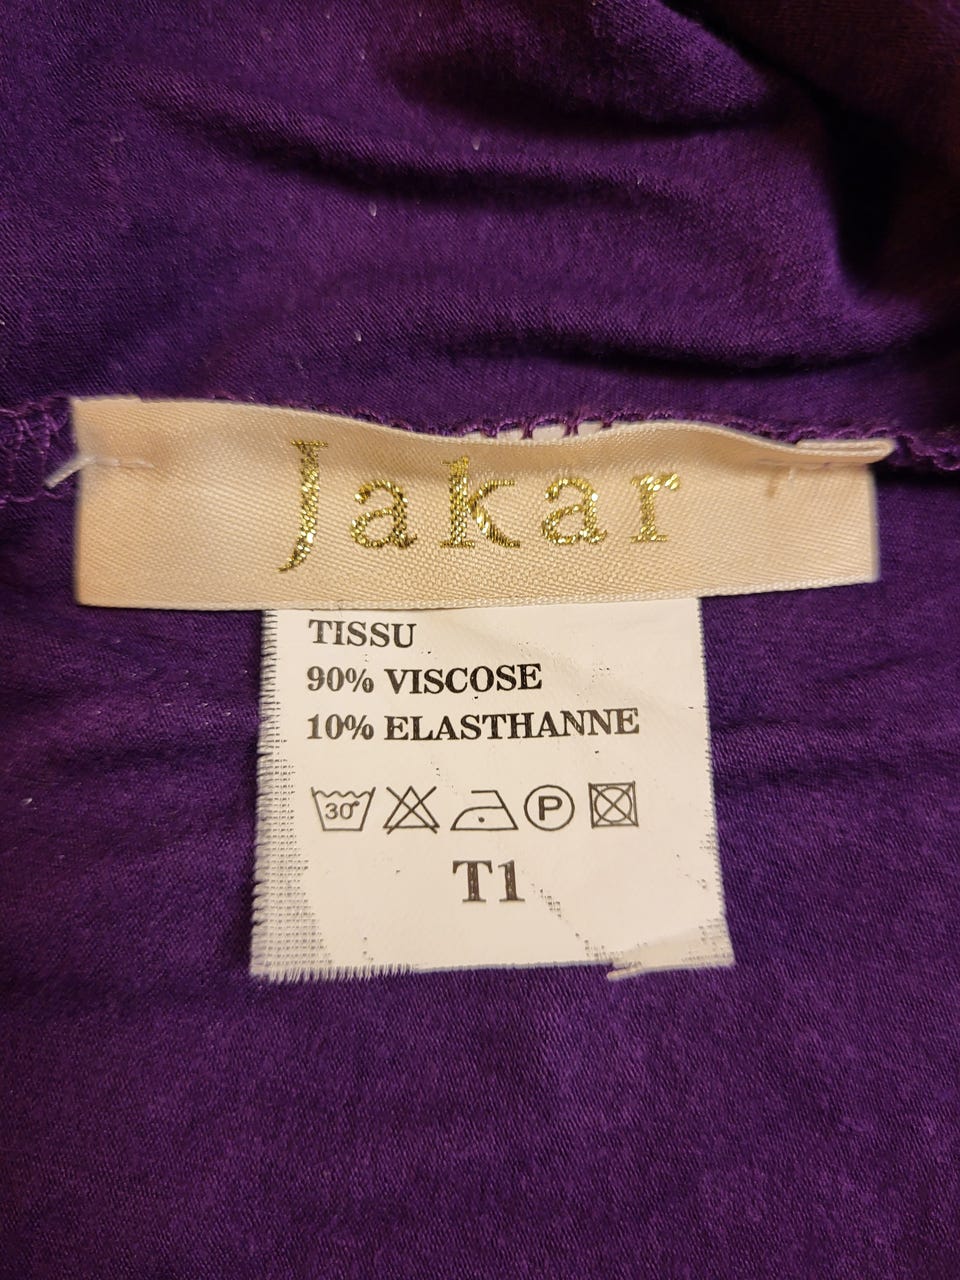 Jakar
TISSU
90% VISCOSE
10% ELASTHANNE
30° P
T1